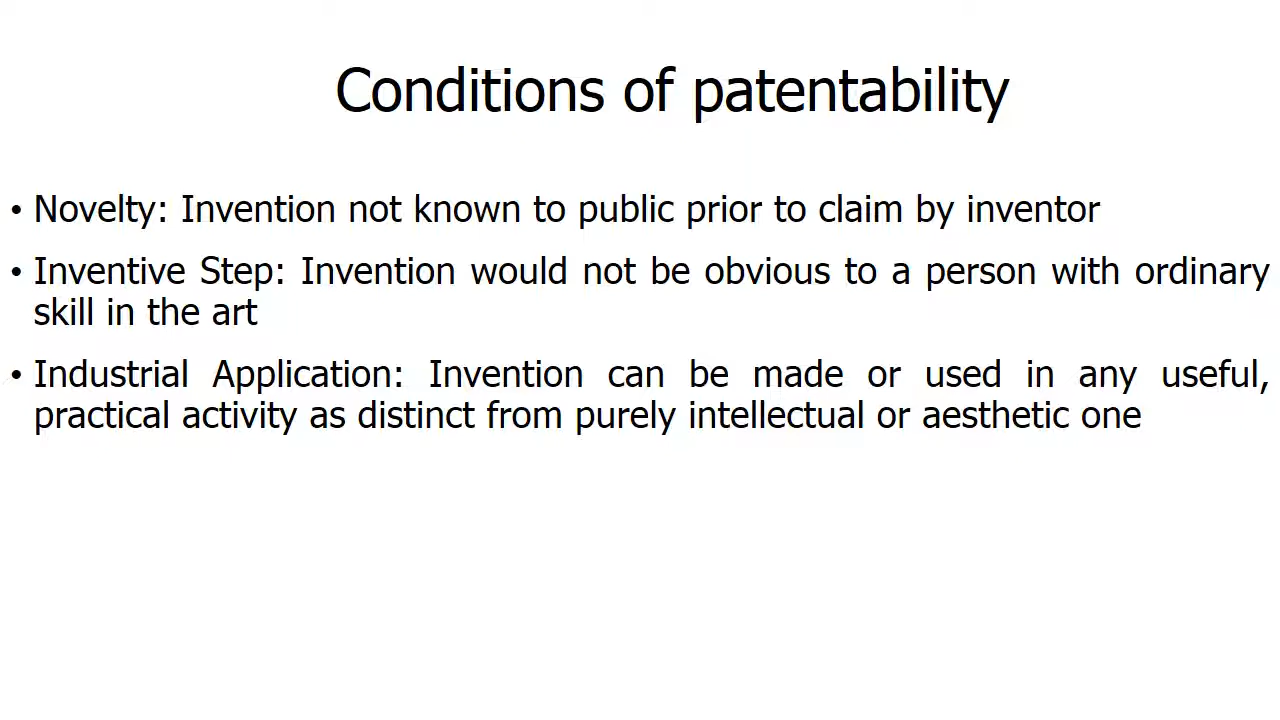 Conditions of patentability
• Novelty: Invention not known to public prior to claim by inventor
• Inventive Step: Invention would not be obvious to a person with ordinary
skill in the art
• Industrial Application: Invention can be made or used in any useful,
practical activity as distinct from purely intellectual or aesthetic one